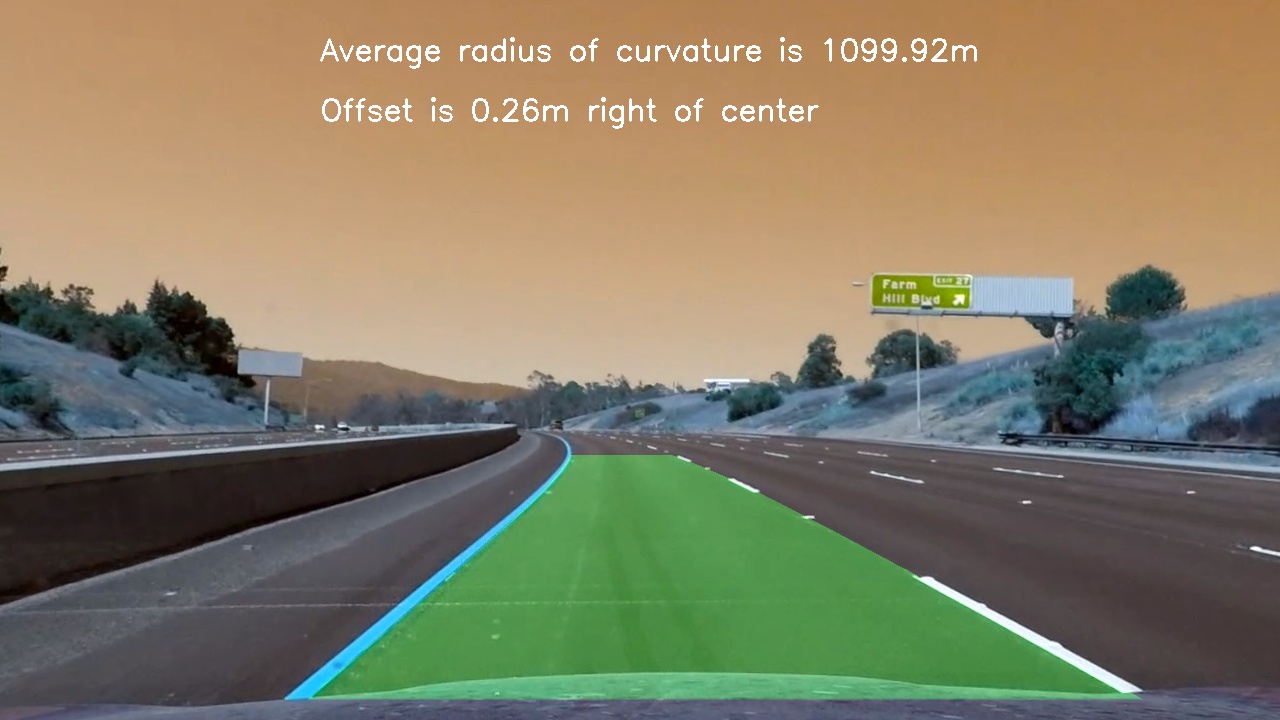 Average radius of curvature is 1099.92m
Offset is 0.26m right of center
EXIT 27
Farm
Hill Blvd